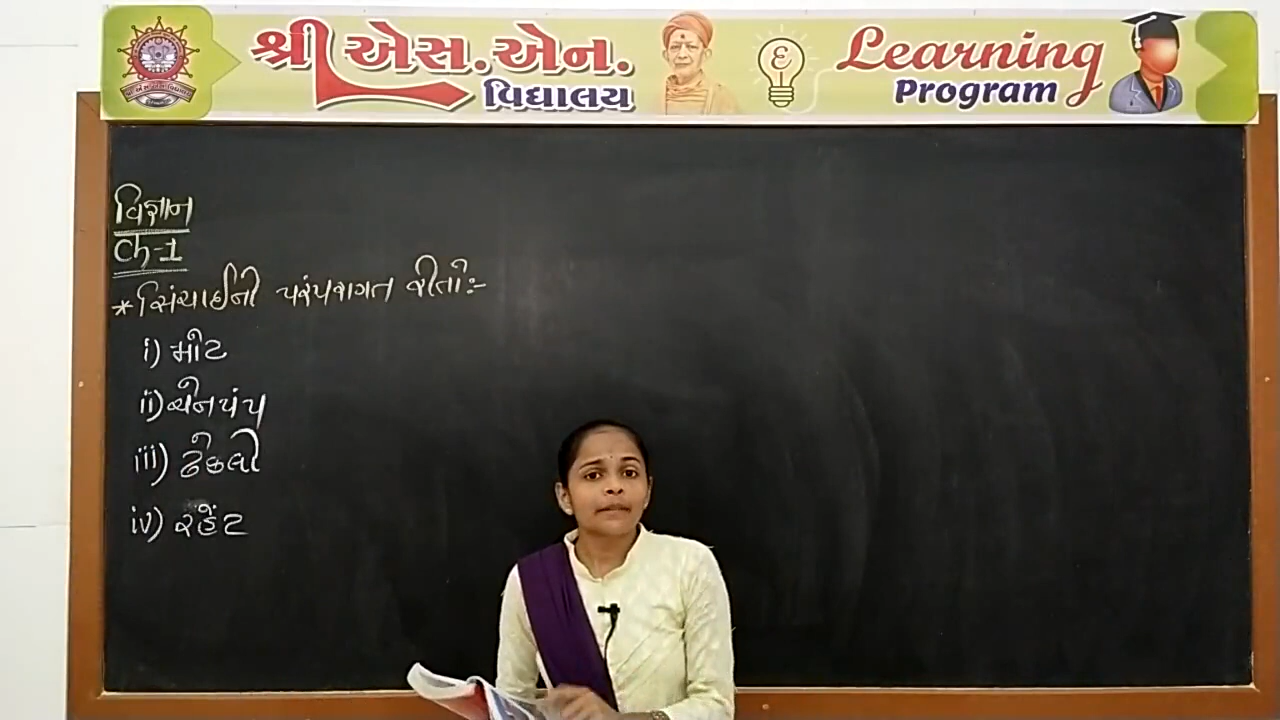 શ્રી એસ. એન.
વિદ્યાલય
Learning
Program
વિજ્ઞાન
Ch-1
* સિંચાઈની પરંપરાગત રીતો:-
i) મોટ
ii) ચેનપંપ
iii) ઢેકલી
iv) રહેંટ